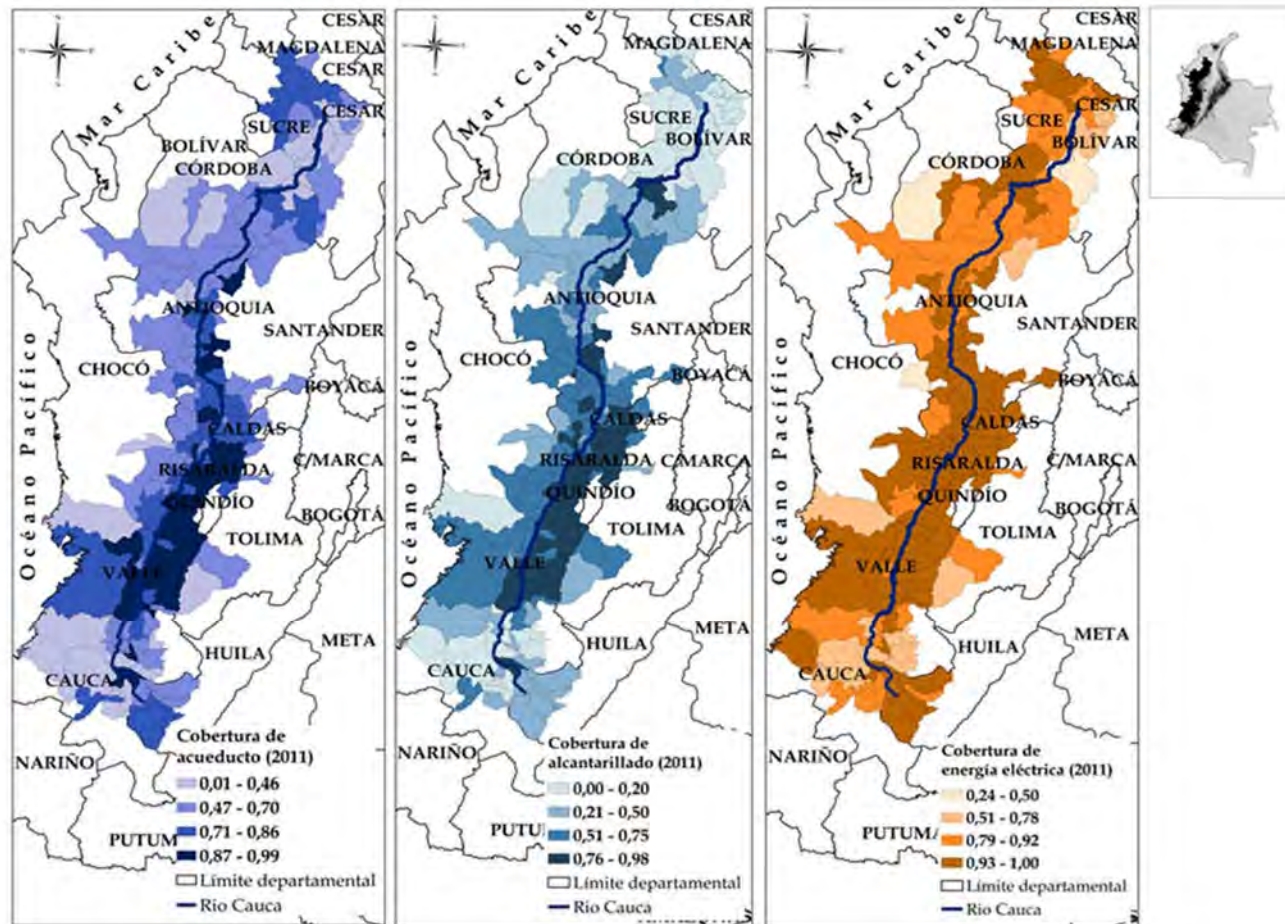 CESAR
MAGDALENA
CESAR
Mar Caribe
CESAR
SUCRE
BOLÍVAR
CÓRDOBA
ANTIOQUIA
SANTANDER
CHOCÓ
BOYACÁ
CALDAS
C/MARCA
RISARALDA
QUINDÍO
BOGOTÁ
TOLIMA
Océano Pacífico
VALLE
META
HUILA
CAUCA
NARIÑO
Cobertura de
acueducto (2011)
0,01 - 0,46
0,47 - 0,70
0,71 - 0,86
0,87 - 0,99
PUTUM
Límite departamental
Río Cauca
CESAR
MAGDALENA
Mar Caribe
CESAR
SUCRE
BOLÍVAR
CÓRDOBA
ANTIOQUIA
SANTANDER
CHOCÓ
BOYACÁ
CALDAS
RISARALDA
C/MARCA
QUINDÍO
BOGOTÁ
TOLIMA
Océano Pacífico
VALLE
META
HUILA
CAUCA
NARIÑO
Cobertura de
alcantarillado (2011)
0,00 - 0,20
0,21 - 0,50
0,51 - 0,75
0,76 - 0,98
PUTU
Límite departamental
Río Cauca
CESAR
MAGDALENA
Mar Caribe
CESAR
SUCRE
BOLÍVAR
CÓRDOBA
ANTIOQUIA
SANTANDER
CHOCÓ
BOYACÁ
CALDAS
RISARALDA
C/MARCA
QUINDÍO
BOGOTÁ
TOLIMA
Océano Pacífico
VALLE
META
HUILA
CAUCA
NARIÑO
Cobertura de
energía eléctrica (2011)
0,24 - 0,50
0,51 - 0,78
0,79 - 0,92
0,93 - 1,00
PUTUMA
Límite departamental
Río Cauca